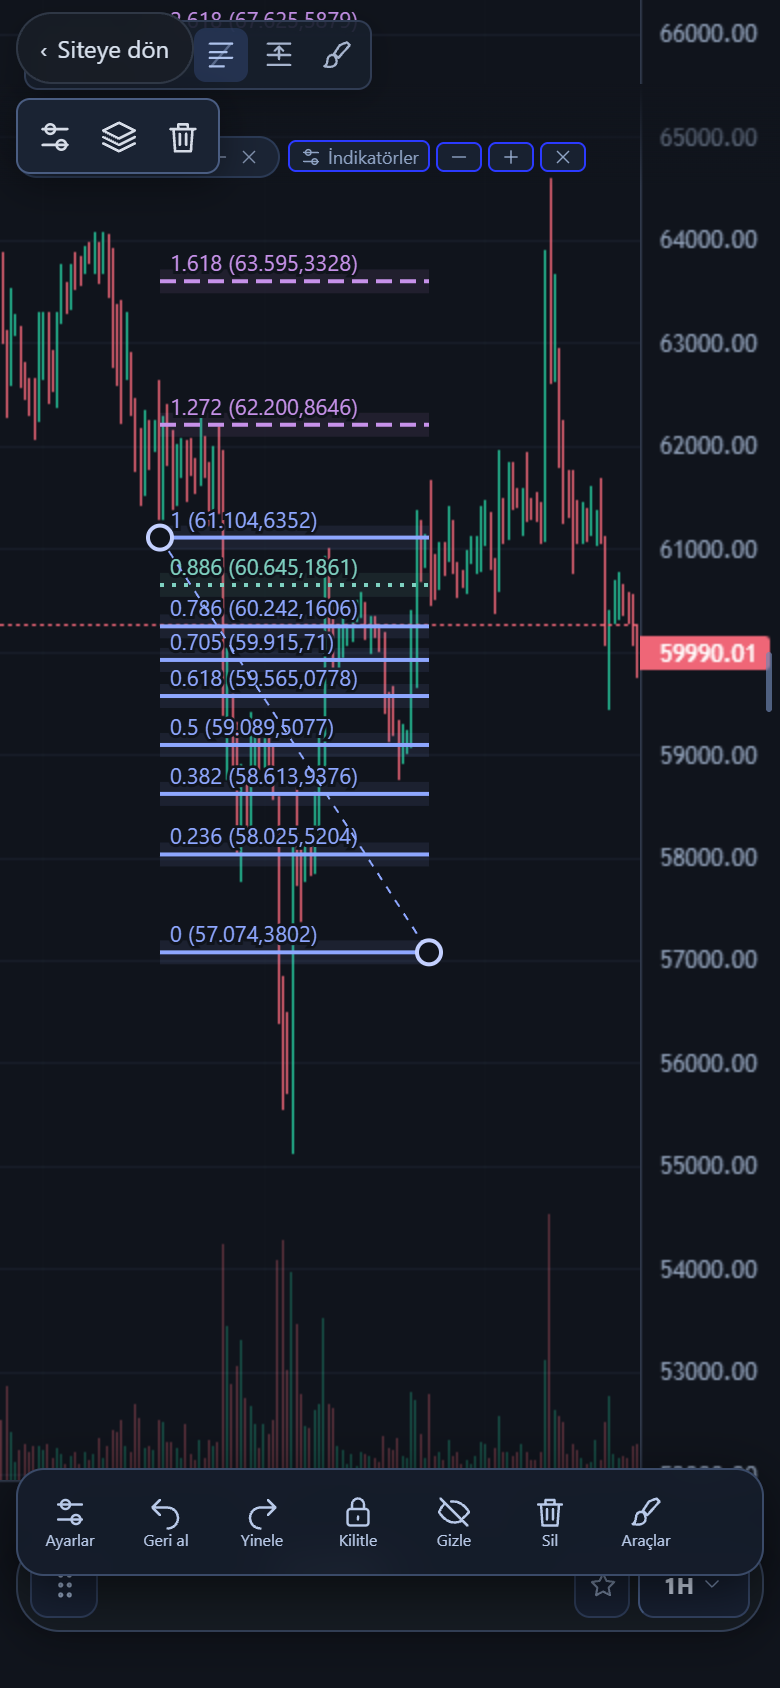 2.618 (67.625,5879)
‹ Siteye dön
66000.00
65000.00
İndikatörler
64000.00
1.618 (63.595,3328)
63000.00
1.272 (62.200,8646)
62000.00
1 (61.104,6352)
61000.00
0.886 (60.645,1861)
0.786 (60.242,1606)
0.705 (59.915,71)
59990.01
0.618 (59.565,0778)
0.5 (59.089,5077)
59000.00
0.382 (58.613,9376)
0.236 (58.025,5204)
58000.00
0 (57.074,3802)
57000.00
56000.00
55000.00
54000.00
53000.00
Ayarlar
Geri al
Yinele
Kilitle
Gizle
Sil
Araçlar
1H